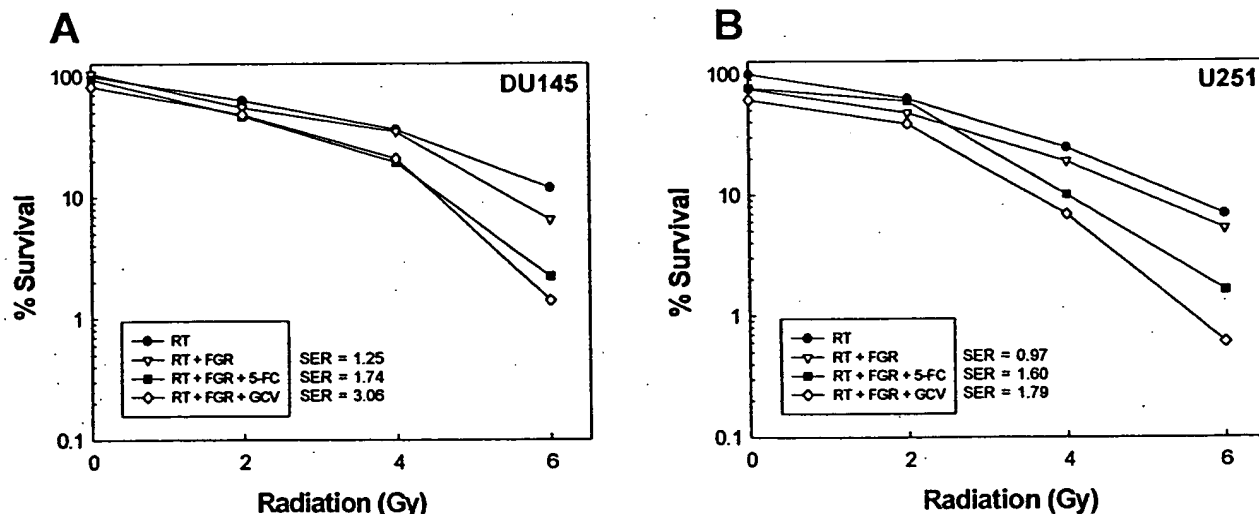 A
DU145
% Survival
100
10
1
0.1
RT
RT + FGR SER = 1.25
RT + FGR + 5-FC SER = 1.74
RT + FGR + GCV SER = 3.06
0 2 4 6
Radiation (Gy)
B
U251
% Survival
100
10
1
0.1
RT
RT + FGR SER = 0.97
RT + FGR + 5-FC SER = 1.60
RT + FGR + GCV SER = 1.79
0 2 4 6
Radiation (Gy)